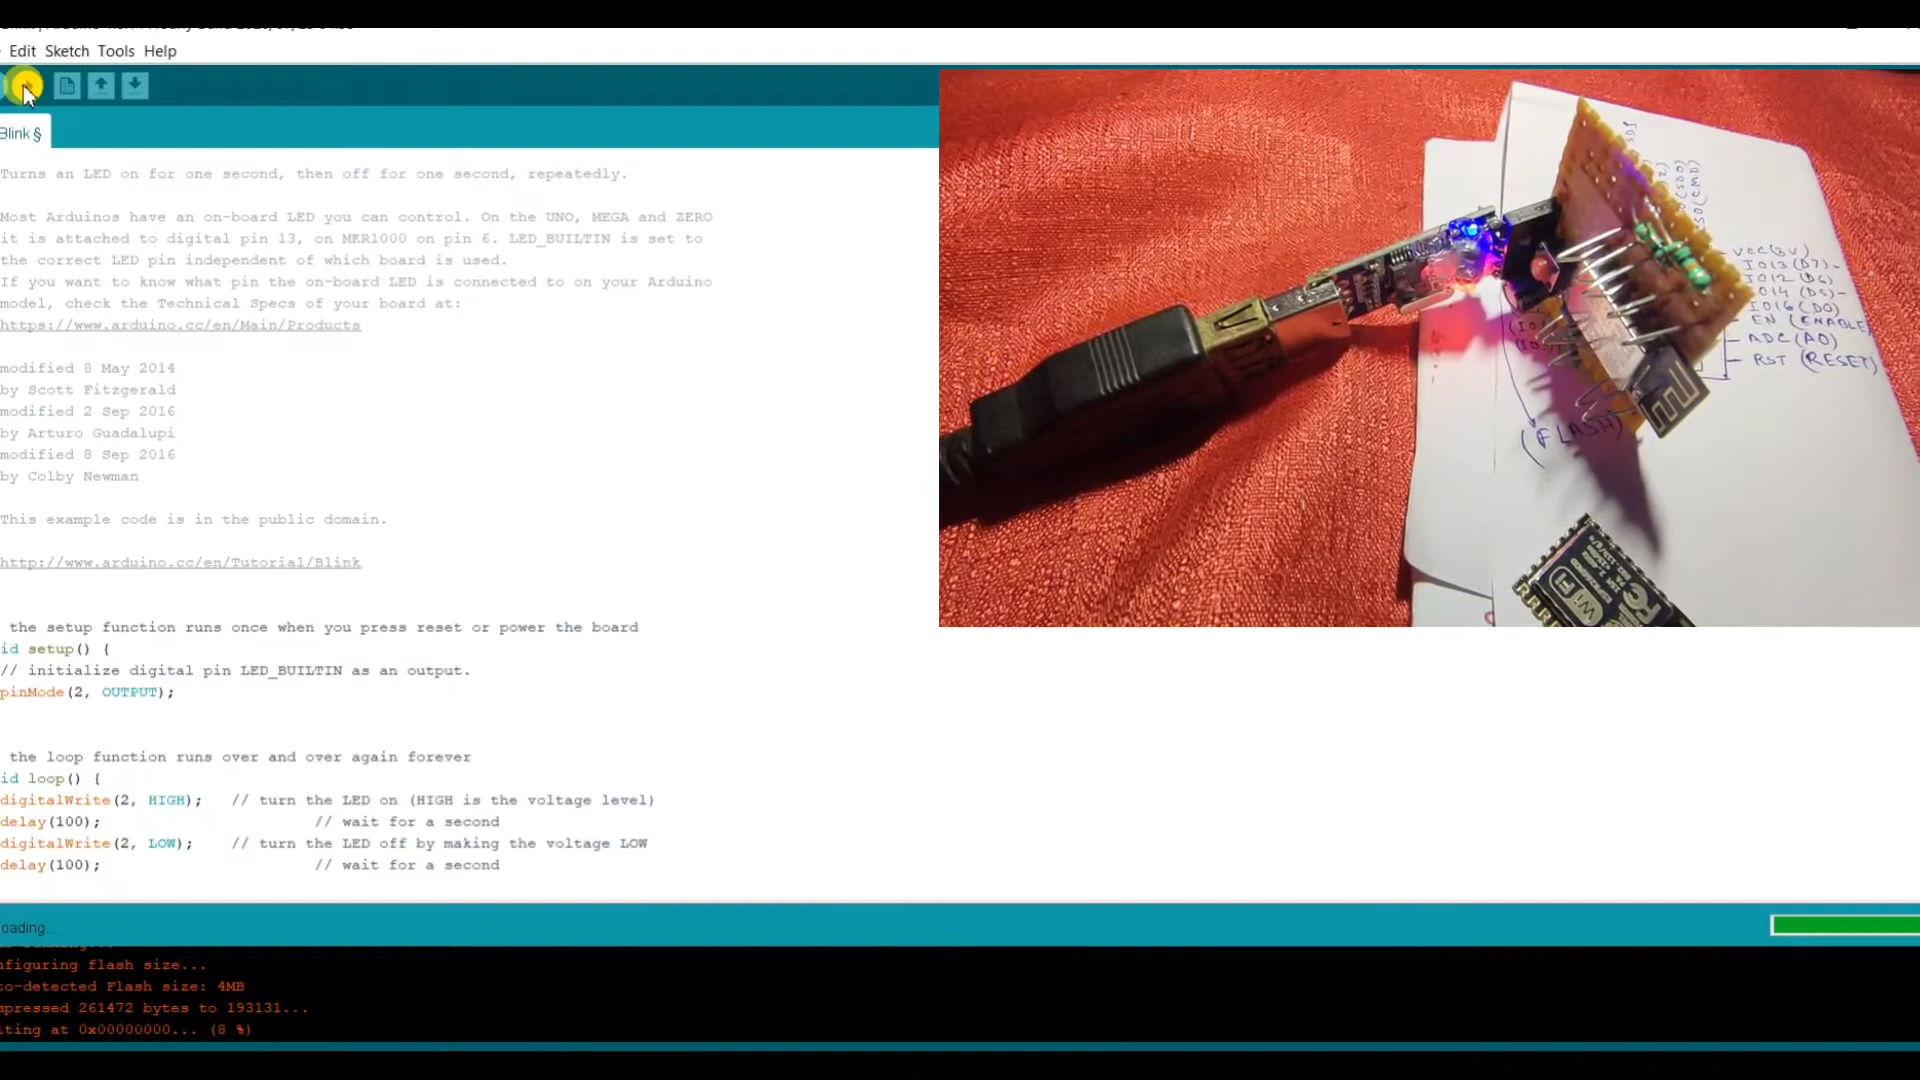 Edit Sketch Tools Help
Blink §
Turns an LED on for one second, then off for one second, repeatedly.
Most Arduinos have an on-board LED you can control. On the UNO, MEGA and ZERO
it is attached to digital pin 13, on MKR1000 on pin 6. LED_BUILTIN is set to
the correct LED pin independent of which board is used.
If you want to know what pin the on-board LED is connected to on your Arduino
model, check the Technical Specs of your board at:
https://www.arduino.cc/en/Main/Products
modified 8 May 2014
by Scott Fitzgerald
modified 2 Sep 2016
by Arturo Guadalupi
modified 8 Sep 2016
by Colby Newman
This example code is in the public domain.
http://www.arduino.cc/en/Tutorial/Blink
the setup function runs once when you press reset or power the board
id setup() {
// initialize digital pin LED_BUILTIN as an output.
pinMode(2, OUTPUT);
the loop function runs over and over again forever
id loop() {
digitalWrite(2, HIGH); // turn the LED on (HIGH is the voltage level)
delay(100); // wait for a second
digitalWrite(2, LOW); // turn the LED off by making the voltage LOW
delay(100); // wait for a second
oading...
nfiguring flash size...
to-detected Flash size: 4MB
mpressed 261472 bytes to 193131...
iting at 0x00000000... (8 %)
VCC(3V)
IO13(D7)-
IO12(D6)
IO14(D5)-
IO16(D0)
EN(ENABLE
ADC(A0)
RST (RESET)
(FLASH)
WiFi